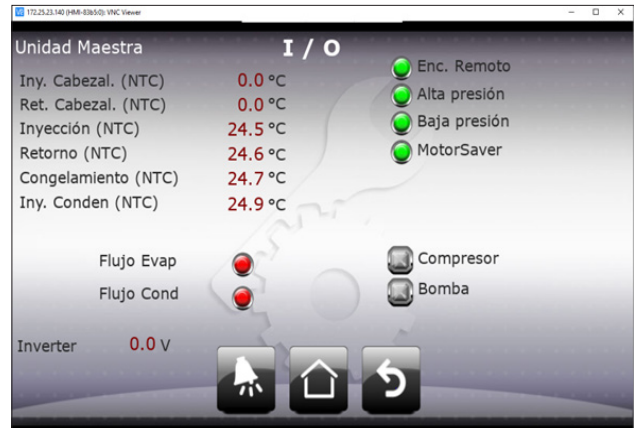 172.25.23.140 (HMI-83b5:0): VNC Viewer
Unidad Maestra
I / O
Iny. Cabezal. (NTC) 0.0 °C
Ret. Cabezal. (NTC) 0.0 °C
Inyección (NTC) 24.5 °C
Retorno (NTC) 24.6 °C
Congelamiento (NTC) 24.7 °C
Iny. Conden (NTC) 24.9 °C
Enc. Remoto
Alta presión
Baja presión
MotorSaver
Flujo Evap
Flujo Cond
Compresor
Bomba
Inverter 0.0 V